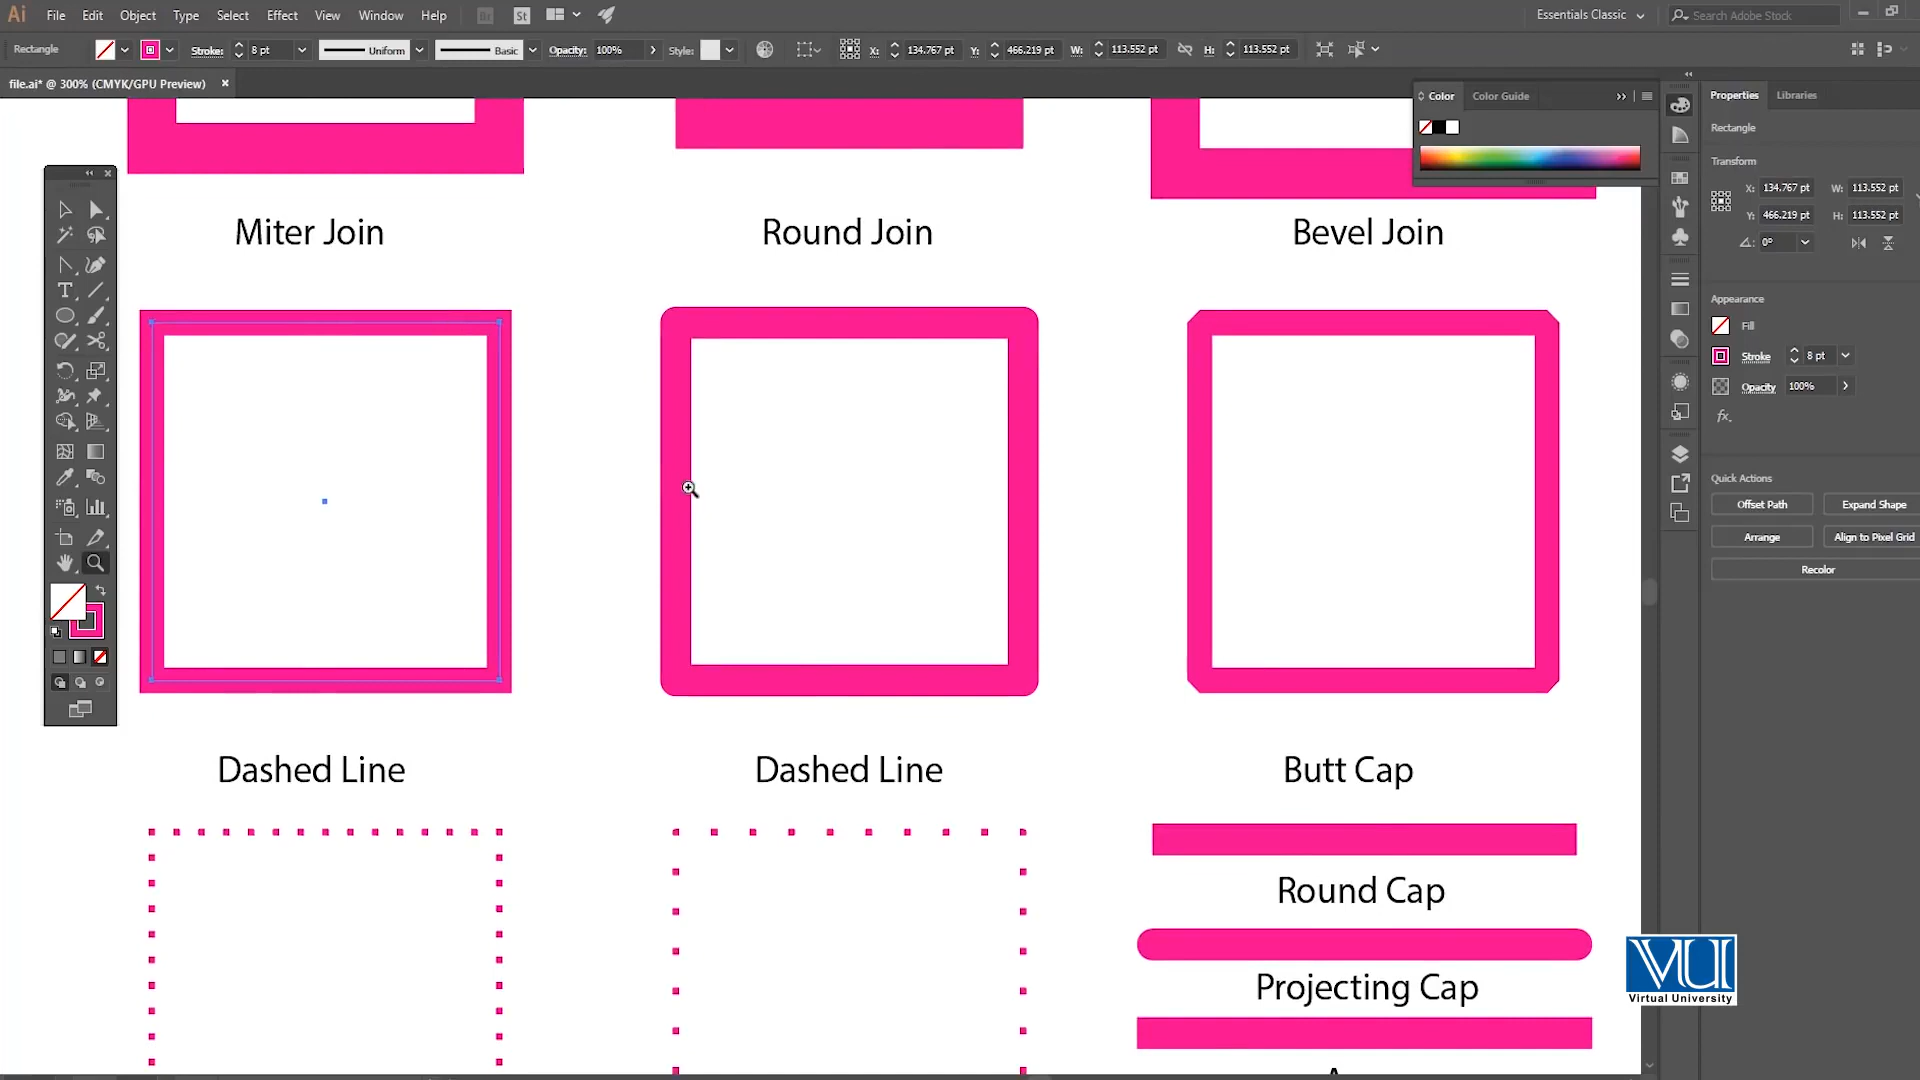 Ai File Edit Object Type Select Effect View Window Help Br St Essentials Classic Search Adobe Stock
Rectangle Stroke: 8 pt Uniform Basic Opacity: 100% Style: X: 134.767 pt Y: 466.219 pt W: 113.552 pt H: 113.552 pt
file.ai* @ 300% (CMYK/GPU Preview) ×
Color Color Guide
Properties Libraries
Rectangle
Transform
X: 134.767 pt W: 113.552 pt
Y: 466.219 pt H: 113.552 pt
0°
Appearance
Fill
Stroke 8 pt
Opacity 100%
fx.
Quick Actions
Offset Path Expand Shape
Arrange Align to Pixel Grid
Recolor
Miter Join Round Join Bevel Join
Dashed Line Dashed Line Butt Cap
Round Cap
Projecting Cap
VU
Virtual University